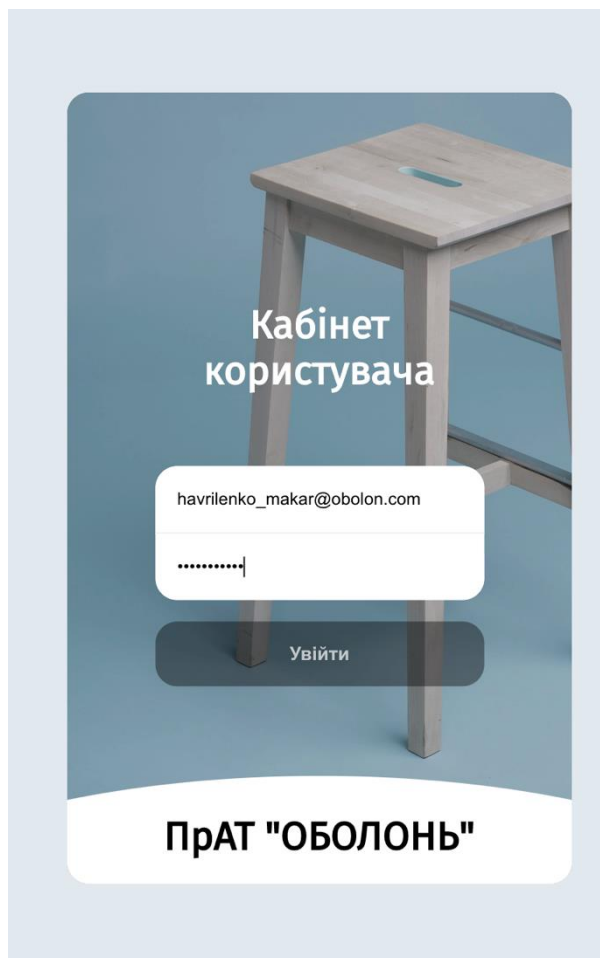 Кабінет
користувача
havrilenko_makar@obolon.com
•••••••••••
Увійти
ПрАТ "ОБОЛОНЬ"